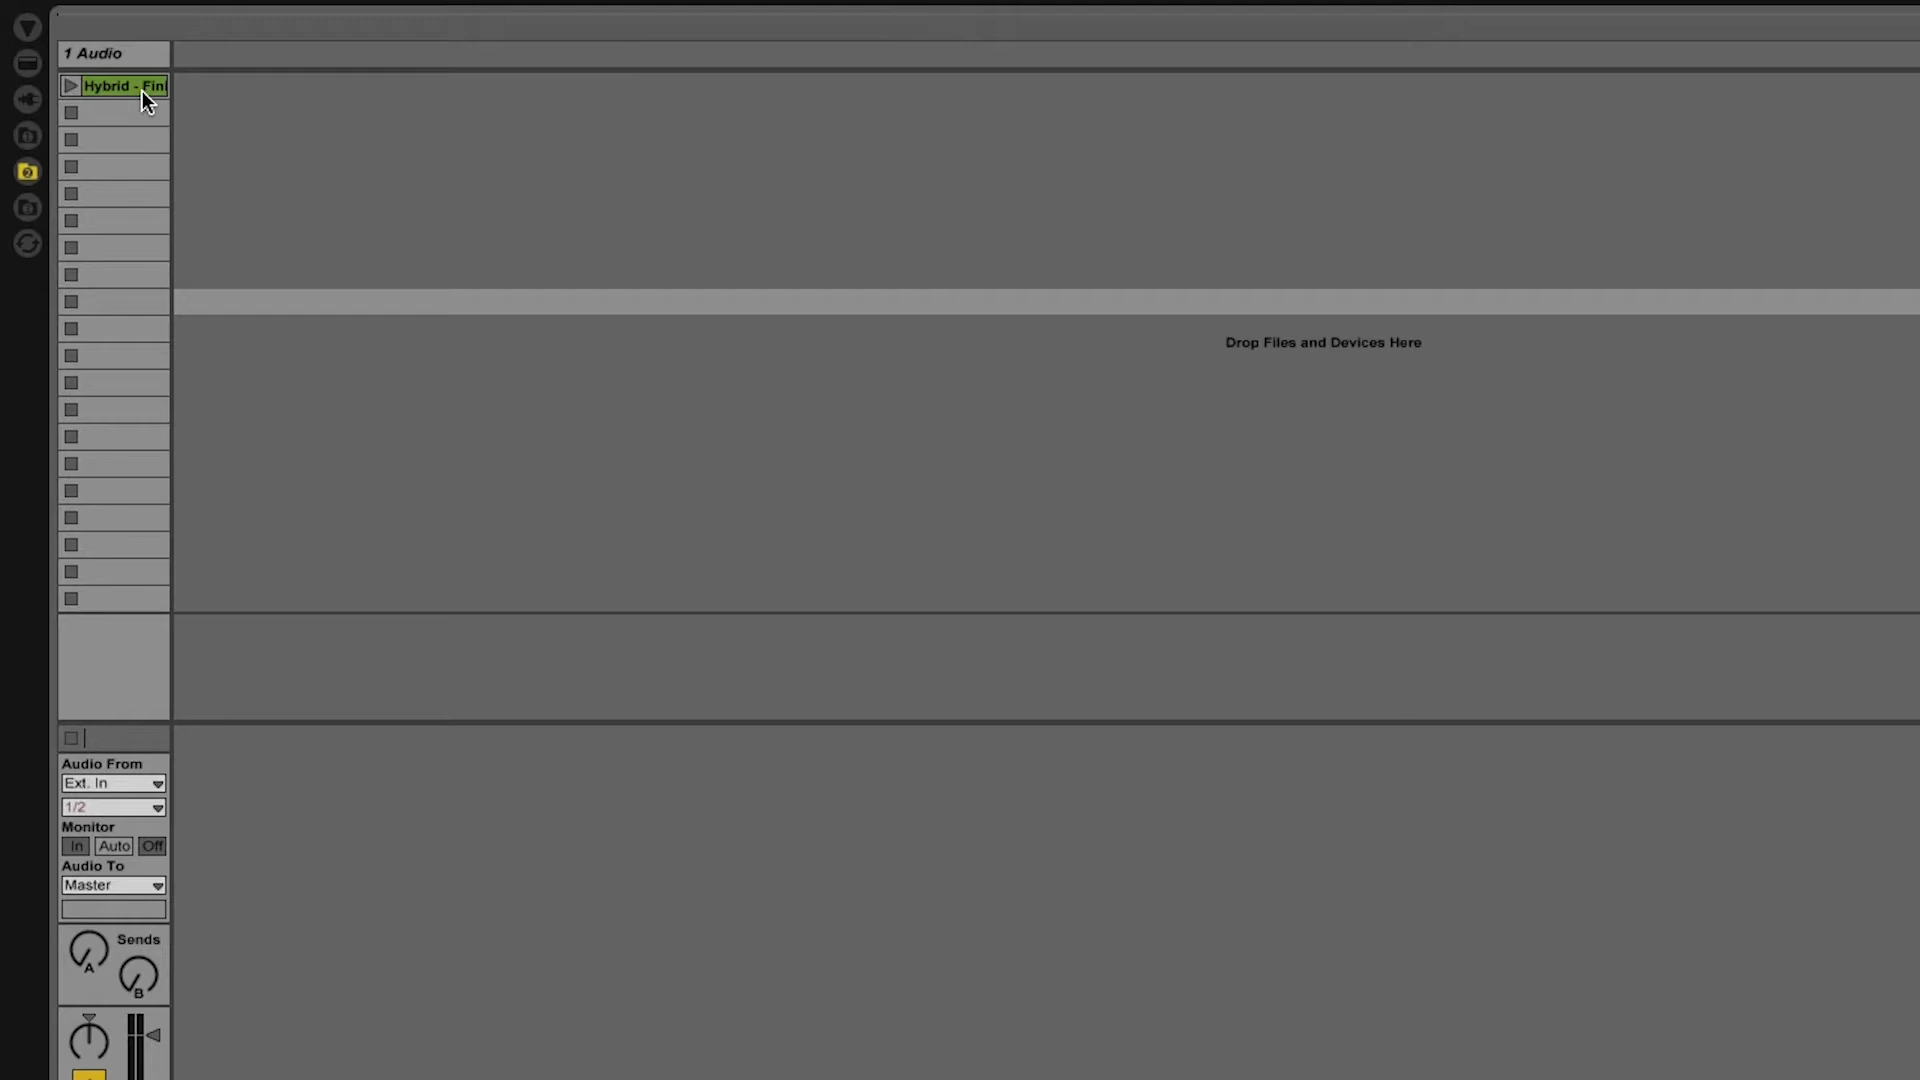 1 Audio
Hybrid - Fin
Drop Files and Devices Here
Audio From
Ext. In
1/2
Monitor
In Auto Off
Audio To
Master
Sends
A
B